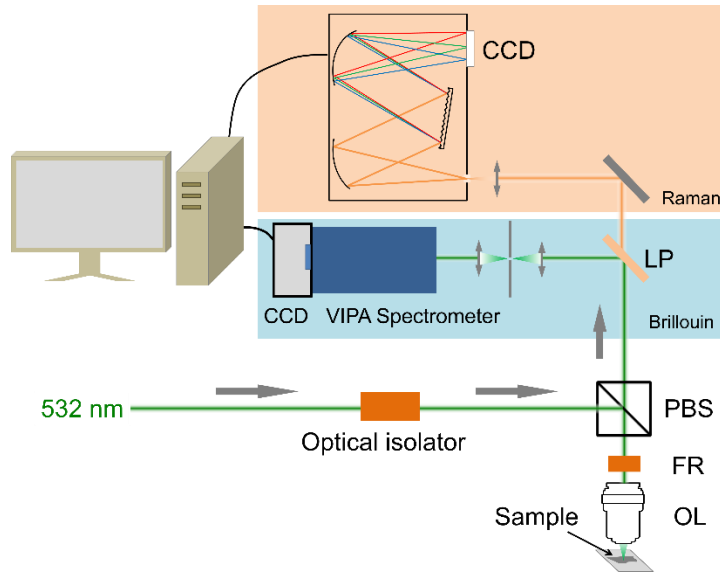 CCD
Raman
LP
CCD
VIPA Spectrometer
Brillouin
532 nm
Optical isolator
PBS
FR
OL
Sample